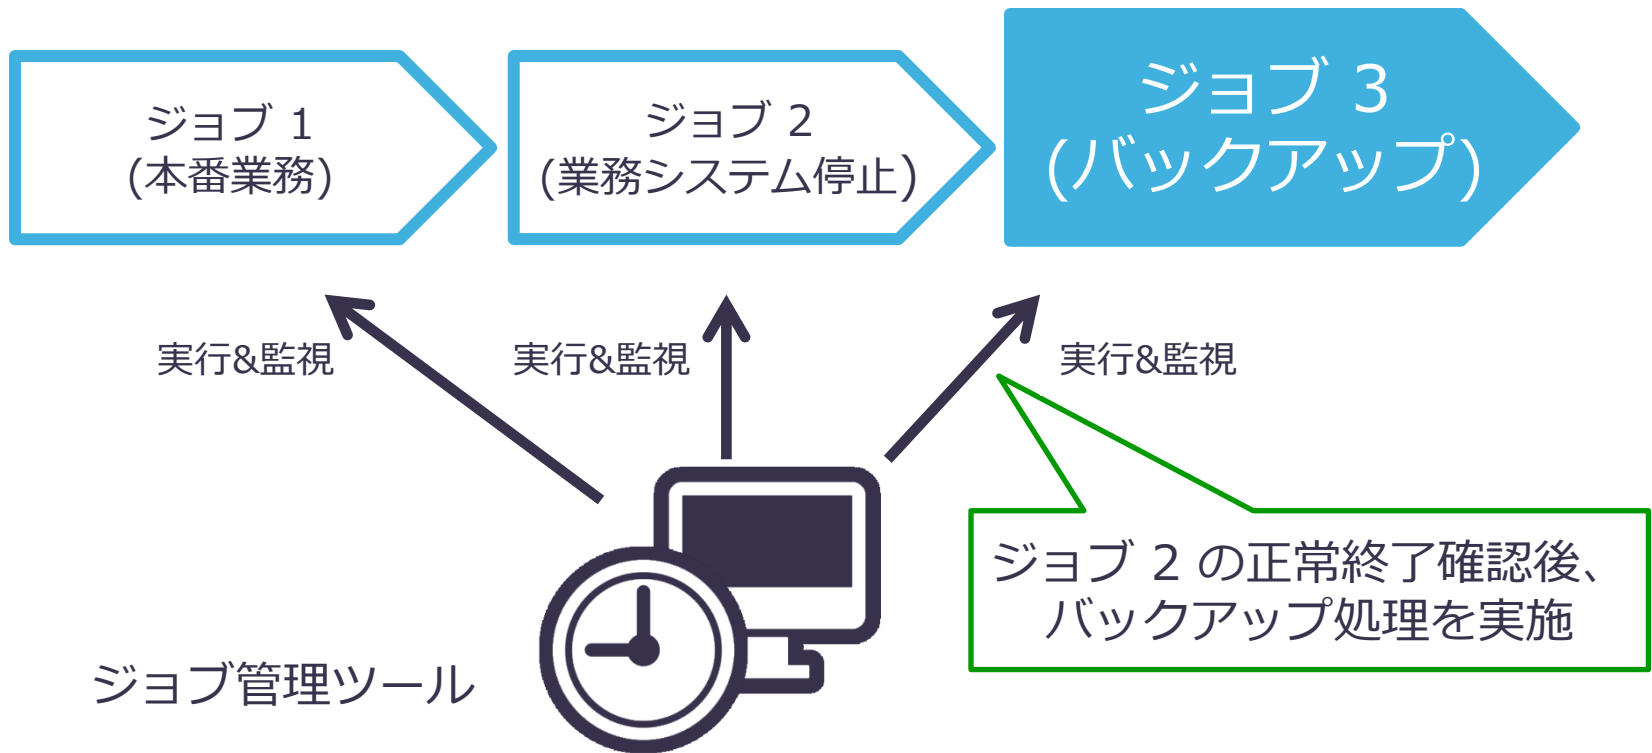 ジョブ 1
(本番業務)
ジョブ 2
(業務システム停止)
ジョブ 3
(バックアップ)
実行&監視
実行&監視
実行&監視
ジョブ 2 の正常終了確認後、
バックアップ処理を実施
ジョブ管理ツール